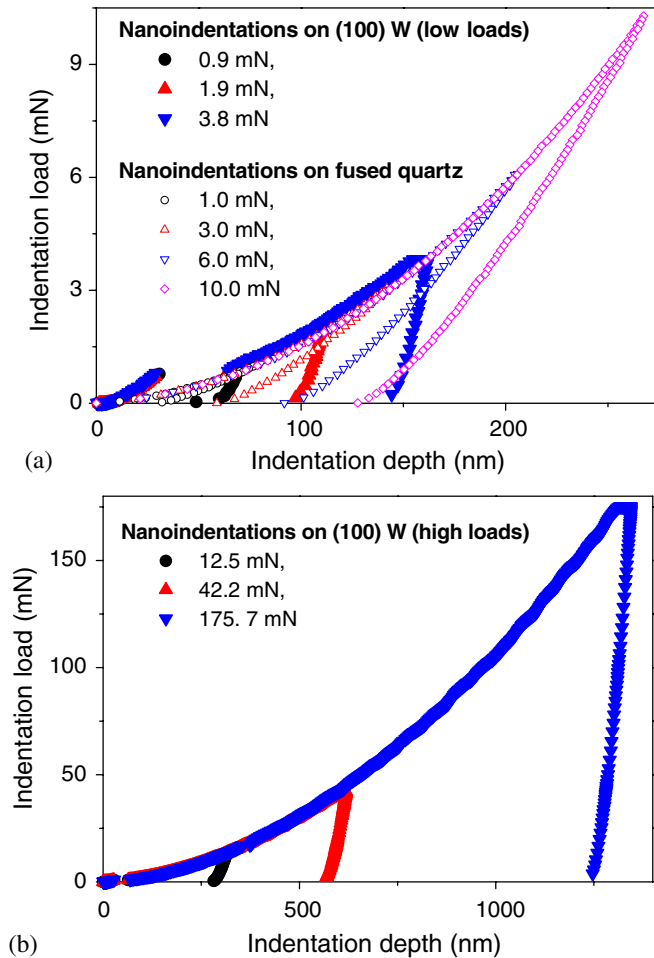 Nanoindentations on (100) W (low loads)
0.9 mN,
1.9 mN,
3.8 mN
Nanoindentations on fused quartz
1.0 mN,
3.0 mN,
6.0 mN,
10.0 mN
9
6
3
0
Indentation load (mN)
0
100
200
(a)
Indentation depth (nm)
Nanoindentations on (100) W (high loads)
12.5 mN,
42.2 mN,
175. 7 mN
150
100
50
0
Indentation load (mN)
0
500
1000
(b)
Indentation depth (nm)